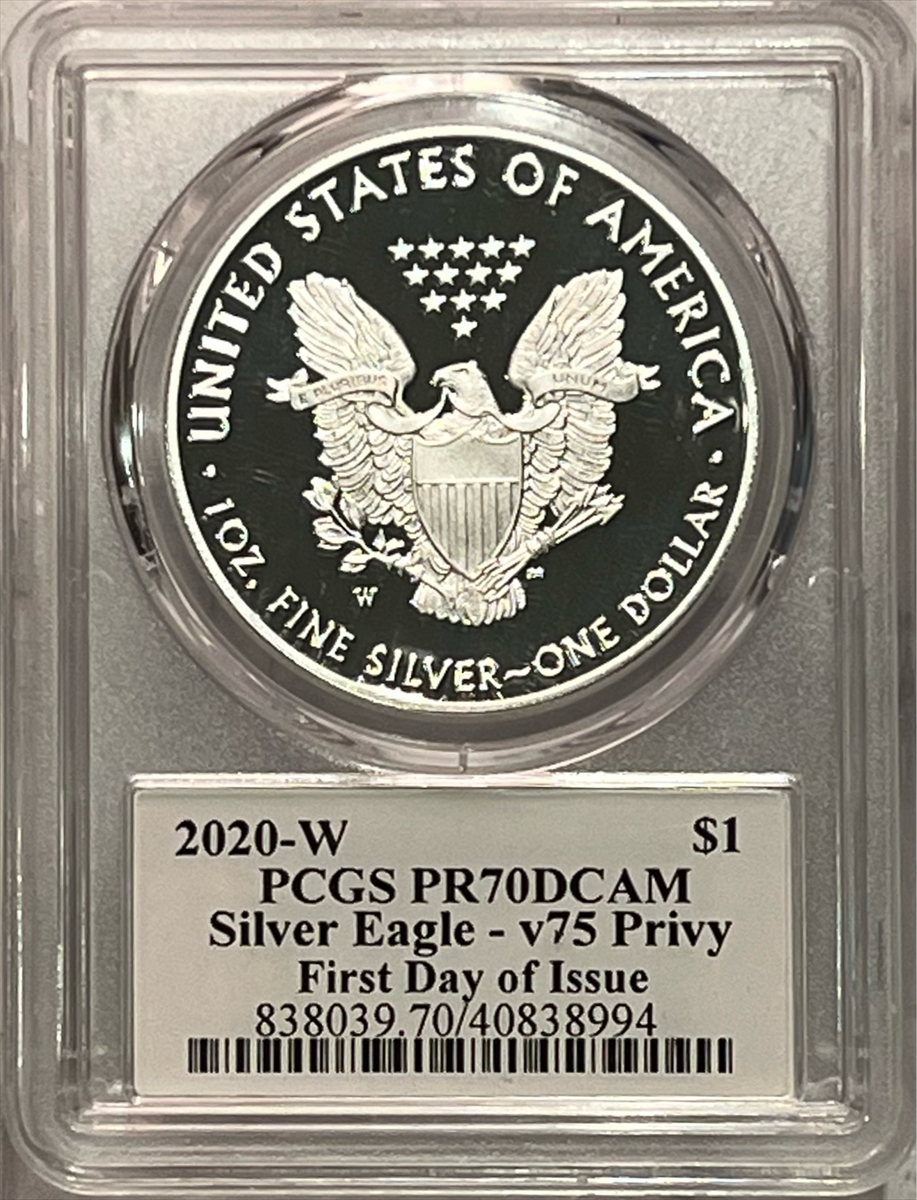 UNITED STATES OF AMERICA
E PLURIBUS UNUM
W
· 1 OZ. FINE SILVER~ONE DOLLAR ·
2020-W $1
PCGS PR70DCAM
Silver Eagle - v75 Privy
First Day of Issue
838039.70/40838994